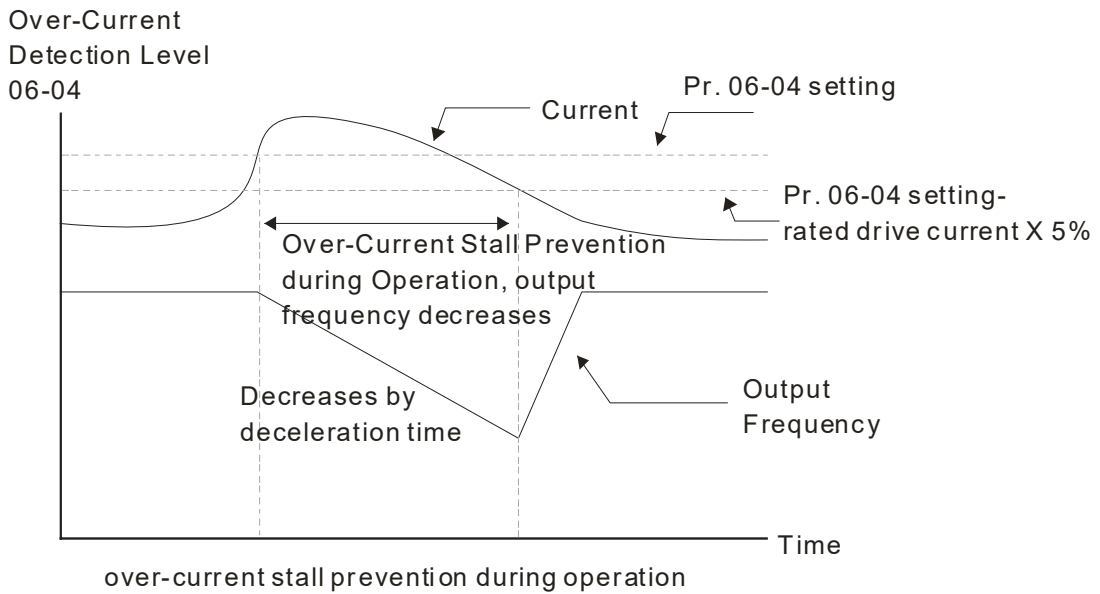 Over-Current
Detection Level
06-04
Pr. 06-04 setting
Current
Pr. 06-04 setting-
rated drive current X 5%
Over-Current Stall Prevention
during Operation, output
frequency decreases
Decreases by
deceleration time
Output
Frequency
Time
over-current stall prevention during operation